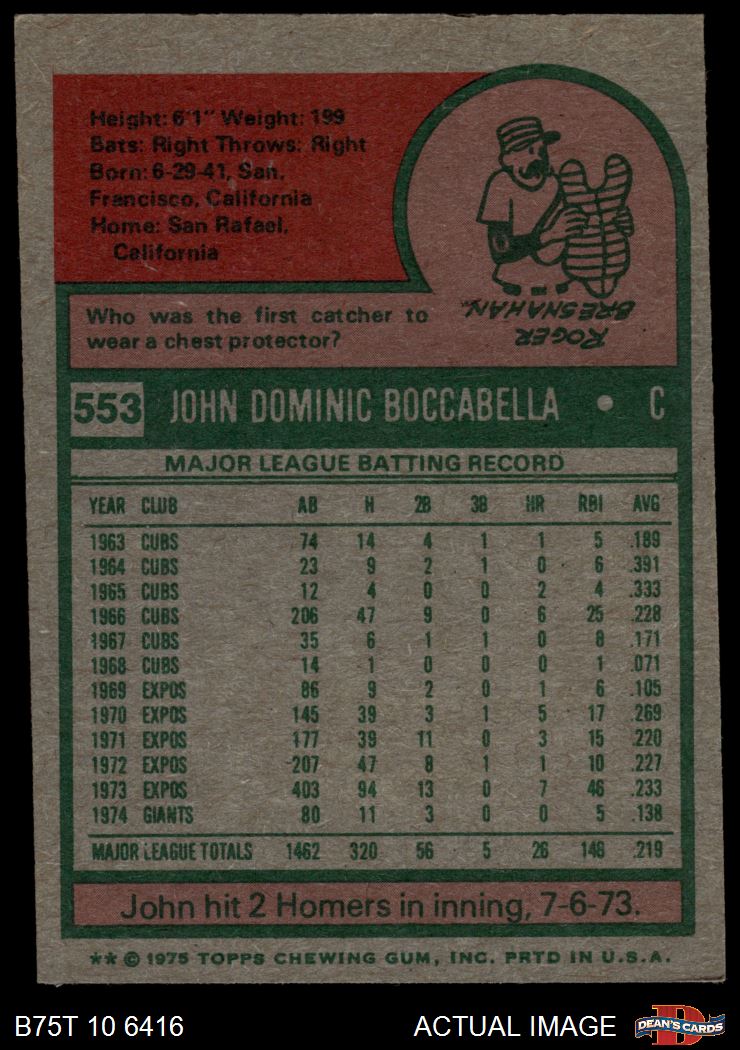 Height: 6'1" Weight: 199
Bats: Right Throws: Right
Born: 6-29-41, San.
Francisco, California
Home: San Rafael,
California
ROGER
BRESNAHAN
Who was the first catcher to
wear a chest protector?
553 JOHN DOMINIC BOCCABELLA • C
MAJOR LEAGUE BATTING RECORD
YEAR CLUB AB H 2B 3B HR RBI AVG
1963 CUBS 74 14 4 1 1 5 .189
1964 CUBS 23 9 2 1 0 6 .391
1965 CUBS 12 4 0 0 2 4 .333
1966 CUBS 206 47 9 0 6 25 .228
1967 CUBS 35 6 1 1 0 8 .171
1968 CUBS 14 1 0 0 0 1 .071
1969 EXPOS 86 9 2 0 1 6 .105
1970 EXPOS 145 39 3 1 5 17 .269
1971 EXPOS 177 39 11 0 3 15 .220
1972 EXPOS 207 47 8 1 1 10 .227
1973 EXPOS 403 94 13 0 7 46 .233
1974 GIANTS 80 11 3 0 0 5 .138
MAJOR LEAGUE TOTALS 1462 320 56 5 26 148 .219
John hit 2 Homers in inning, 7-6-73.
** © 1975 TOPPS CHEWING GUM, INC. PRTD IN U.S.A.
B75T 10 6416 ACTUAL IMAGE DEAN'S CARDS